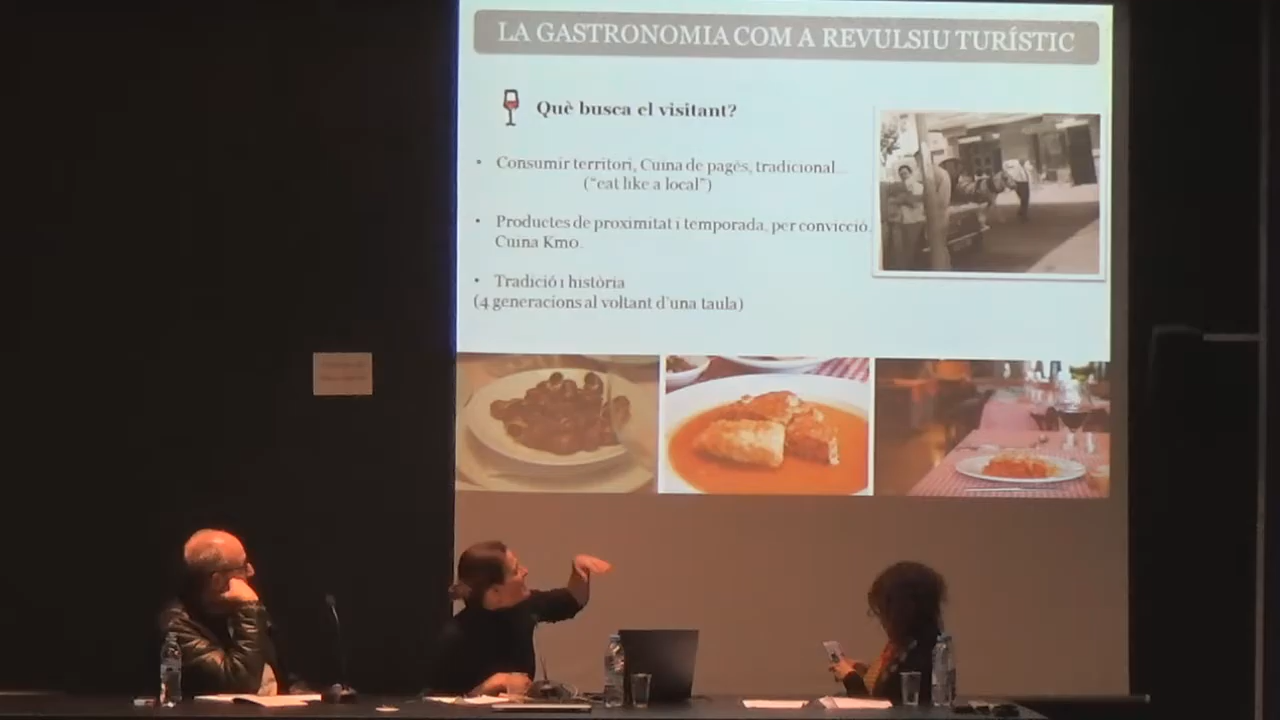 LA GASTRONOMIA COM A REVULSIU TURÍSTIC
Què busca el visitant?
• Consumir territori, Cuina de pagès, tradicional...
("eat like a local")
• Productes de proximitat i temporada, per convicció.
Cuina Km0.
• Tradició i història
(4 generacions al voltant d'una taula)